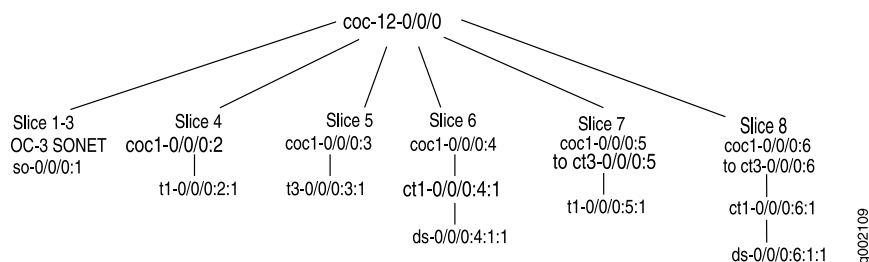 coc-12-0/0/0
Slice 1-3
OC-3 SONET
so-0/0/0:1
Slice 4
coc1-0/0/0:2
t1-0/0/0:2:1
Slice 5
coc1-0/0/0:3
t3-0/0/0:3:1
Slice 6
coc1-0/0/0:4
ct1-0/0/0:4:1
ds-0/0/0:4:1:1
Slice 7
coc1-0/0/0:5
to ct3-0/0/0:5
t1-0/0/0:5:1
Slice 8
coc1-0/0/0:6
to ct3-0/0/0:6
ct1-0/0/0:6:1
ds-0/0/0:6:1:1
g002109